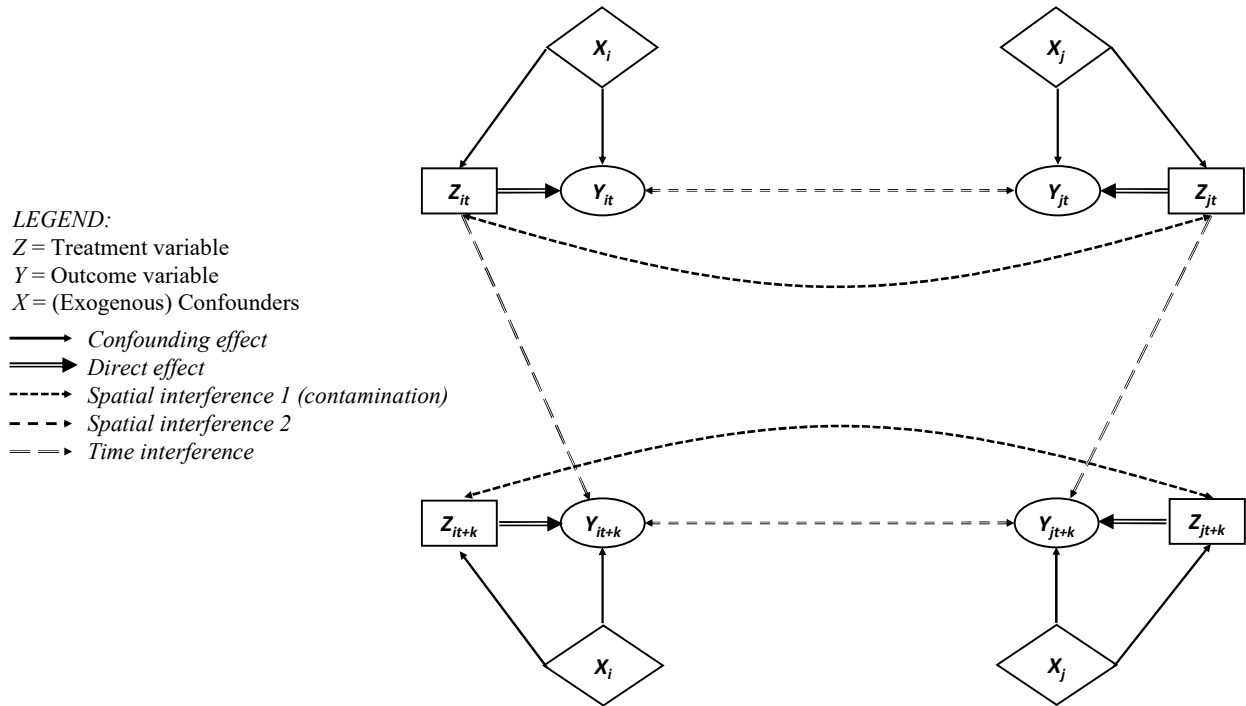 X_i
X_j
Z_it
Y_it
Y_jt
Z_jt
LEGEND:
Z = Treatment variable
Y = Outcome variable
X = (Exogenous) Confounders
Confounding effect
Direct effect
Spatial interference 1 (contamination)
Spatial interference 2
Time interference
Z_it+k
Y_it+k
Y_jt+k
Z_jt+k
X_i
X_j